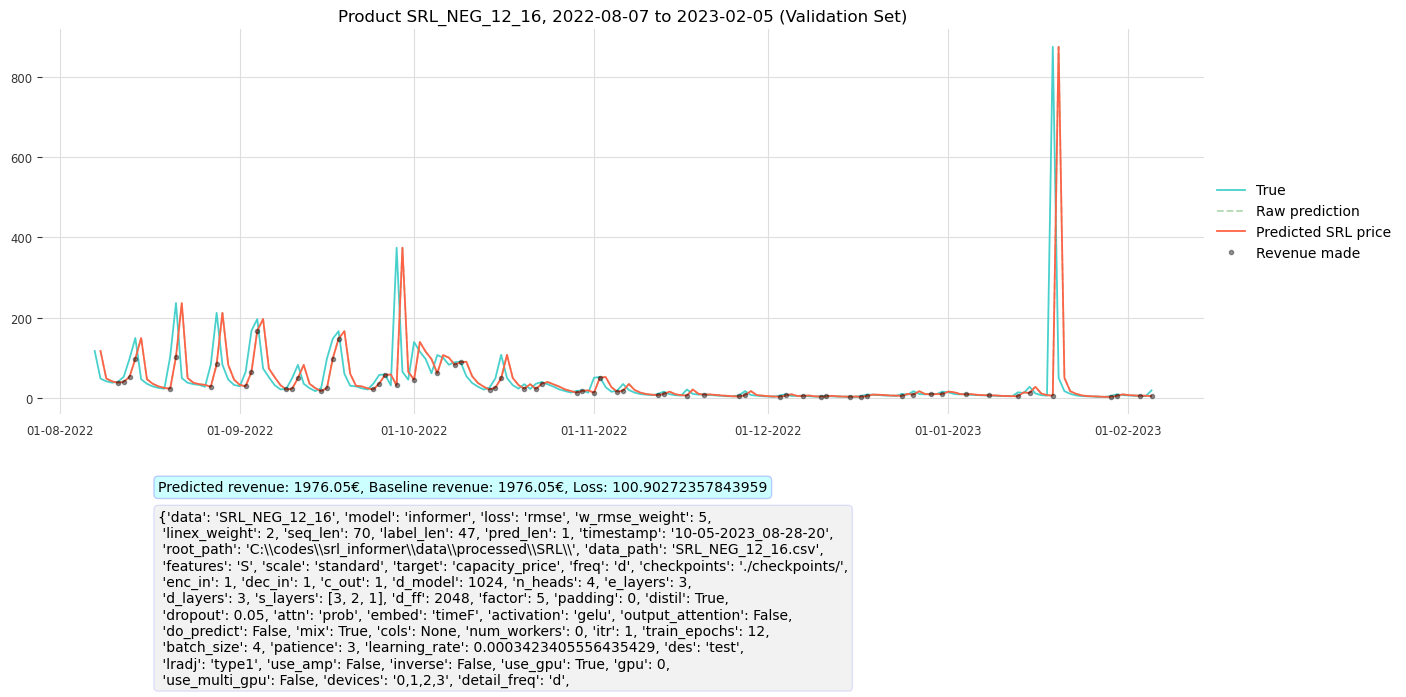 Product SRL_NEG_12_16, 2022-08-07 to 2023-02-05 (Validation Set)
800
600
400
200
0
01-08-2022
01-09-2022
01-10-2022
01-11-2022
01-12-2022
01-01-2023
01-02-2023
True
Raw prediction
Predicted SRL price
Revenue made
Predicted revenue: 1976.05€, Baseline revenue: 1976.05€, Loss: 100.90272357843959
{'data': 'SRL_NEG_12_16', 'model': 'informer', 'loss': 'rmse', 'w_rmse_weight': 5,
'linex_weight': 2, 'seq_len': 70, 'label_len': 47, 'pred_len': 1, 'timestamp': '10-05-2023_08-28-20',
'root_path': 'C:\\codes\\srl_informer\\data\\processed\\SRL\\', 'data_path': 'SRL_NEG_12_16.csv',
'features': 'S', 'scale': 'standard', 'target': 'capacity_price', 'freq': 'd', 'checkpoints': './checkpoints/',
'enc_in': 1, 'dec_in': 1, 'c_out': 1, 'd_model': 1024, 'n_heads': 4, 'e_layers': 3,
'd_layers': 3, 's_layers': [3, 2, 1], 'd_ff': 2048, 'factor': 5, 'padding': 0, 'distil': True,
'dropout': 0.05, 'attn': 'prob', 'embed': 'timeF', 'activation': 'gelu', 'output_attention': False,
'do_predict': False, 'mix': True, 'cols': None, 'num_workers': 0, 'itr': 1, 'train_epochs': 12,
'batch_size': 4, 'patience': 3, 'learning_rate': 0.0003423405556435429, 'des': 'test',
'lradj': 'type1', 'use_amp': False, 'inverse': False, 'use_gpu': True, 'gpu': 0,
'use_multi_gpu': False, 'devices': '0,1,2,3', 'detail_freq': 'd',